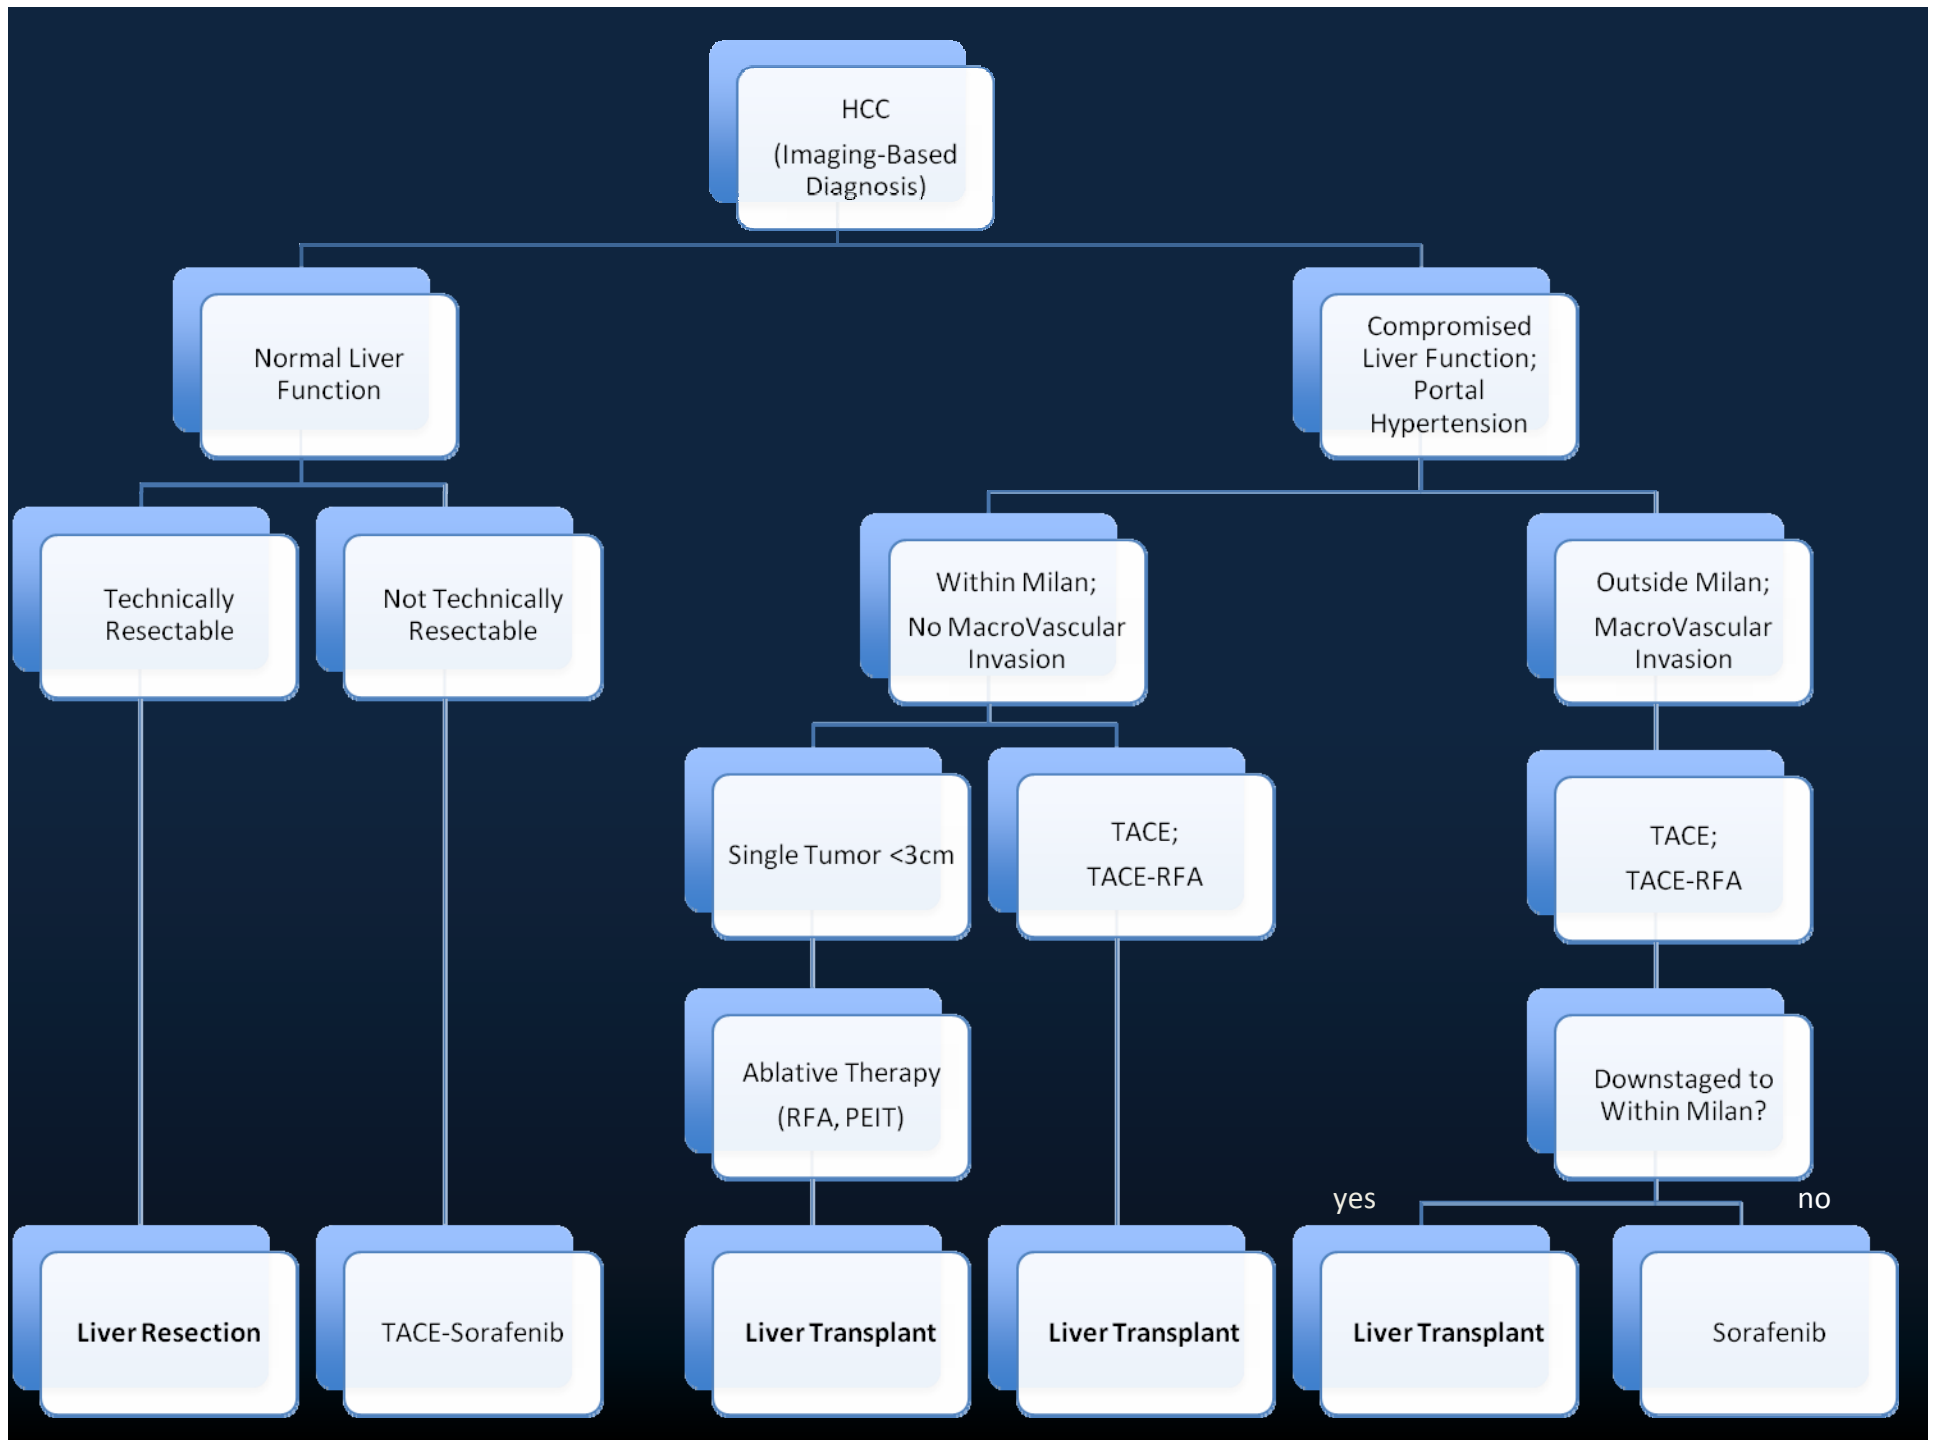 HCC
(Imaging-Based
Diagnosis)
Normal Liver
Function
Compromised
Liver Function;
Portal
Hypertension
Technically
Resectable
Not Technically
Resectable
Within Milan;
No MacroVascular
Invasion
Outside Milan;
MacroVascular
Invasion
Single Tumor <3cm
TACE;
TACE-RFA
TACE;
TACE-RFA
Ablative Therapy
(RFA, PEIT)
Downstaged to
Within Milan?
yes
no
Liver Resection
TACE-Sorafenib
Liver Transplant
Liver Transplant
Liver Transplant
Sorafenib